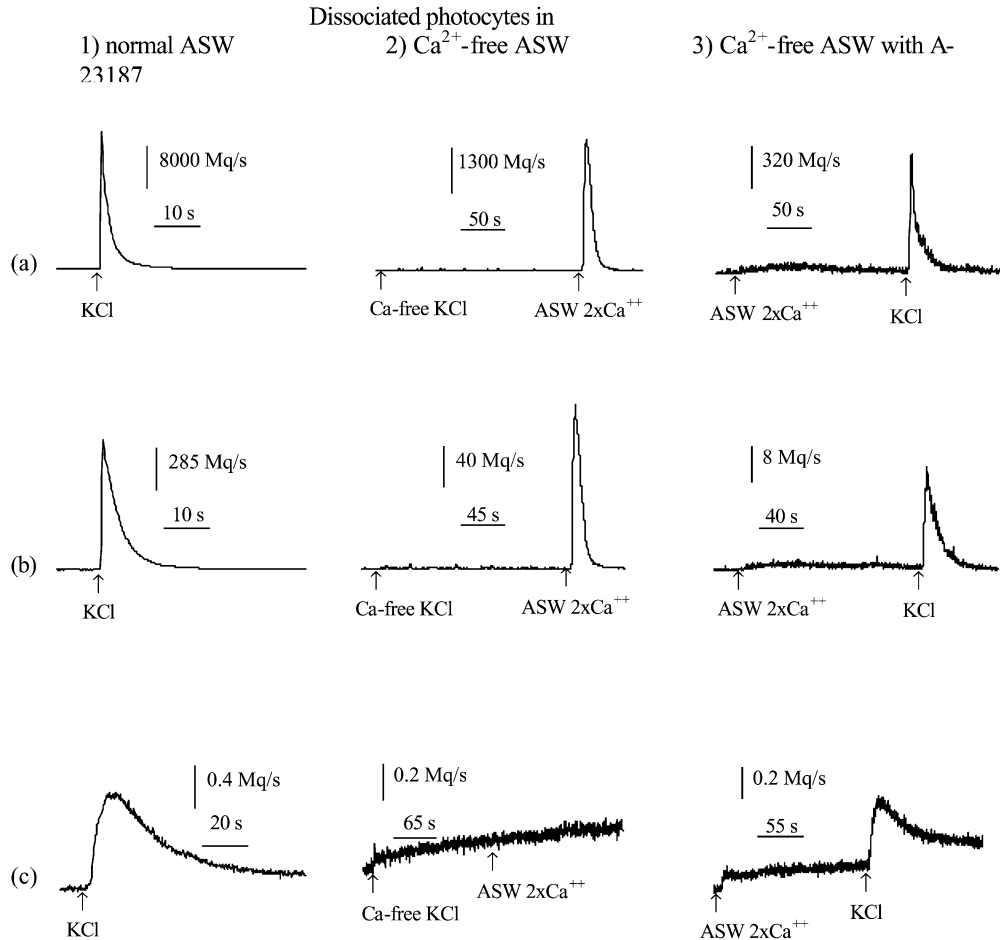 Dissociated photocytes in
1) normal ASW 2) Ca²⁺-free ASW 3) Ca²⁺-free ASW with A-
23187
8000 Mq/s 1300 Mq/s 320 Mq/s
10 s 50 s 50 s
(a)
KCl Ca-free KCl ASW 2xCa⁺⁺ ASW 2xCa⁺⁺ KCl
285 Mq/s 40 Mq/s 8 Mq/s
10 s 45 s 40 s
(b)
KCl Ca-free KCl ASW 2xCa⁺⁺ ASW 2xCa⁺⁺ KCl
0.4 Mq/s 0.2 Mq/s 0.2 Mq/s
20 s 65 s 55 s
(c)
KCl Ca-free KCl ASW 2xCa⁺⁺ ASW 2xCa⁺⁺ KCl